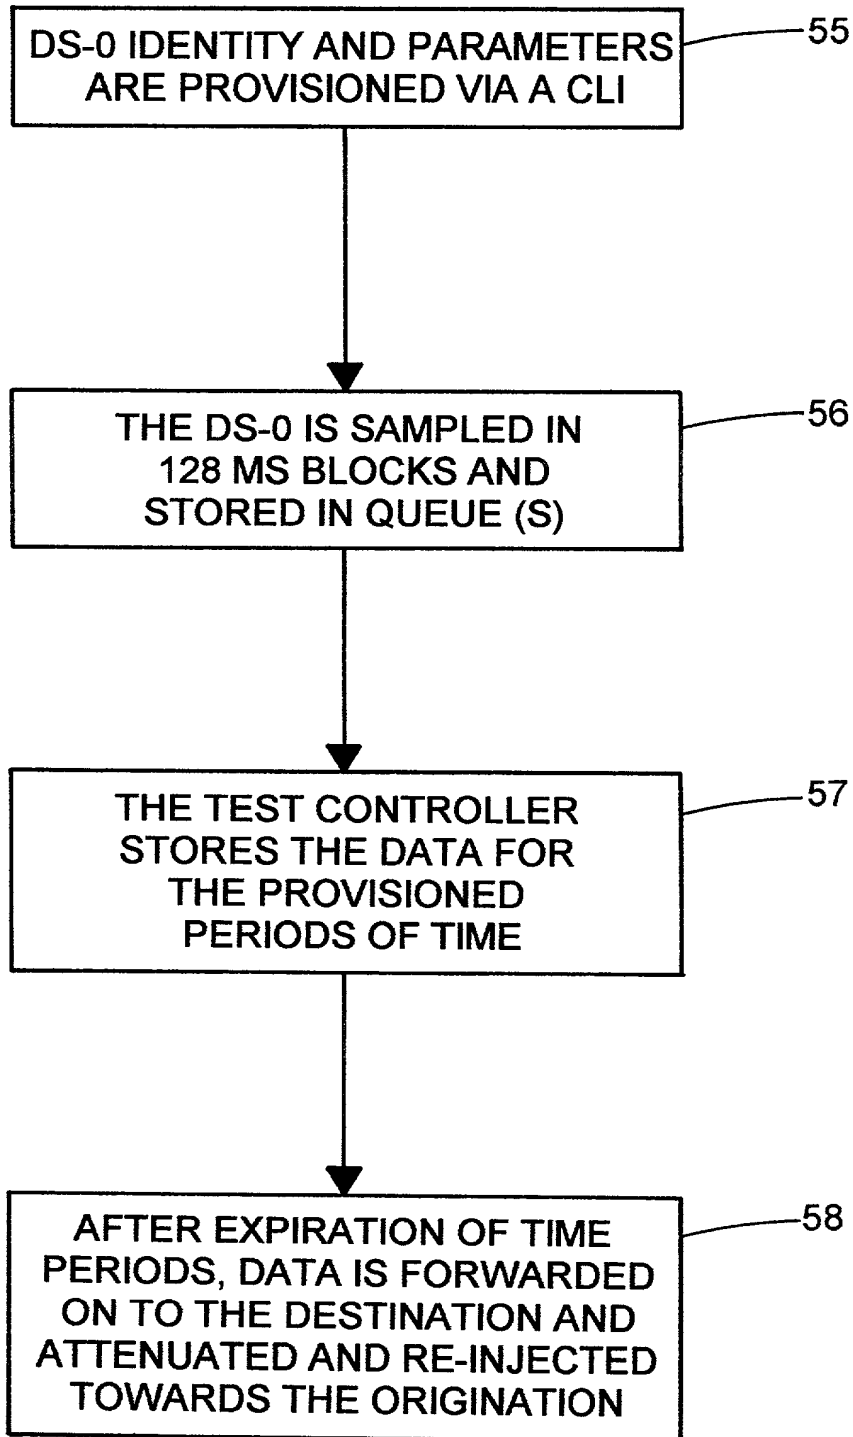 DS-0 IDENTITY AND PARAMETERS
ARE PROVISIONED VIA A CLI
55
THE DS-0 IS SAMPLED IN
128 MS BLOCKS AND
STORED IN QUEUE (S)
56
THE TEST CONTROLLER
STORES THE DATA FOR
THE PROVISIONED
PERIODS OF TIME
57
AFTER EXPIRATION OF TIME
PERIODS, DATA IS FORWARDED
ON TO THE DESTINATION AND
ATTENUATED AND RE-INJECTED
TOWARDS THE ORIGINATION
58